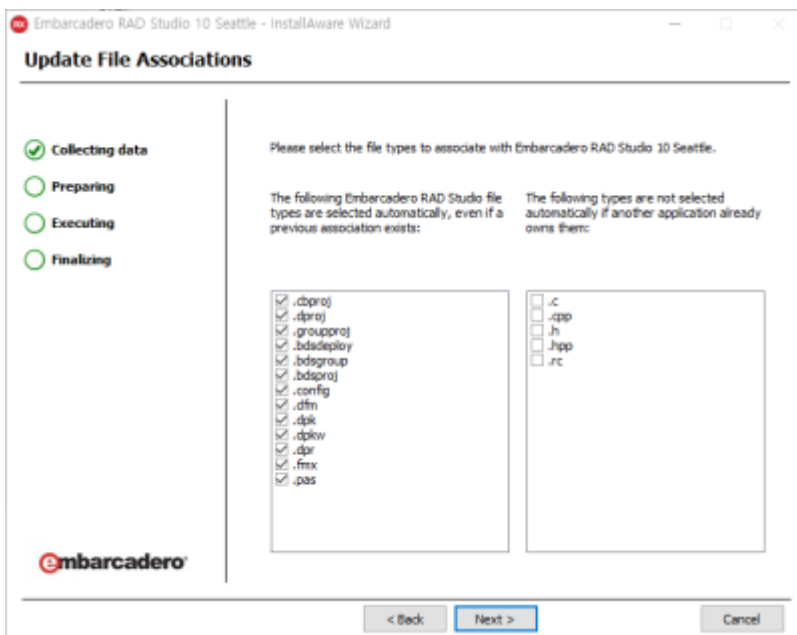 Embarcadero RAD Studio 10 Seattle - InstallAware Wizard
Update File Associations
Collecting data
Preparing
Executing
Finalizing
Please select the file types to associate with Embarcadero RAD Studio 10 Seattle.
The following Embarcadero RAD Studio file
types are selected automatically, even if a
previous association exists:
.cbproj
.dproj
.groupproj
.bdsdeploy
.bdsgroup
.bdsproj
.config
.dfm
.dpk
.dpkw
.dpr
.fmx
.pas
The following types are not selected
automatically if another application already
owns them:
.c
.cpp
.h
.hpp
.rc
embarcadero
< Back
Next >
Cancel